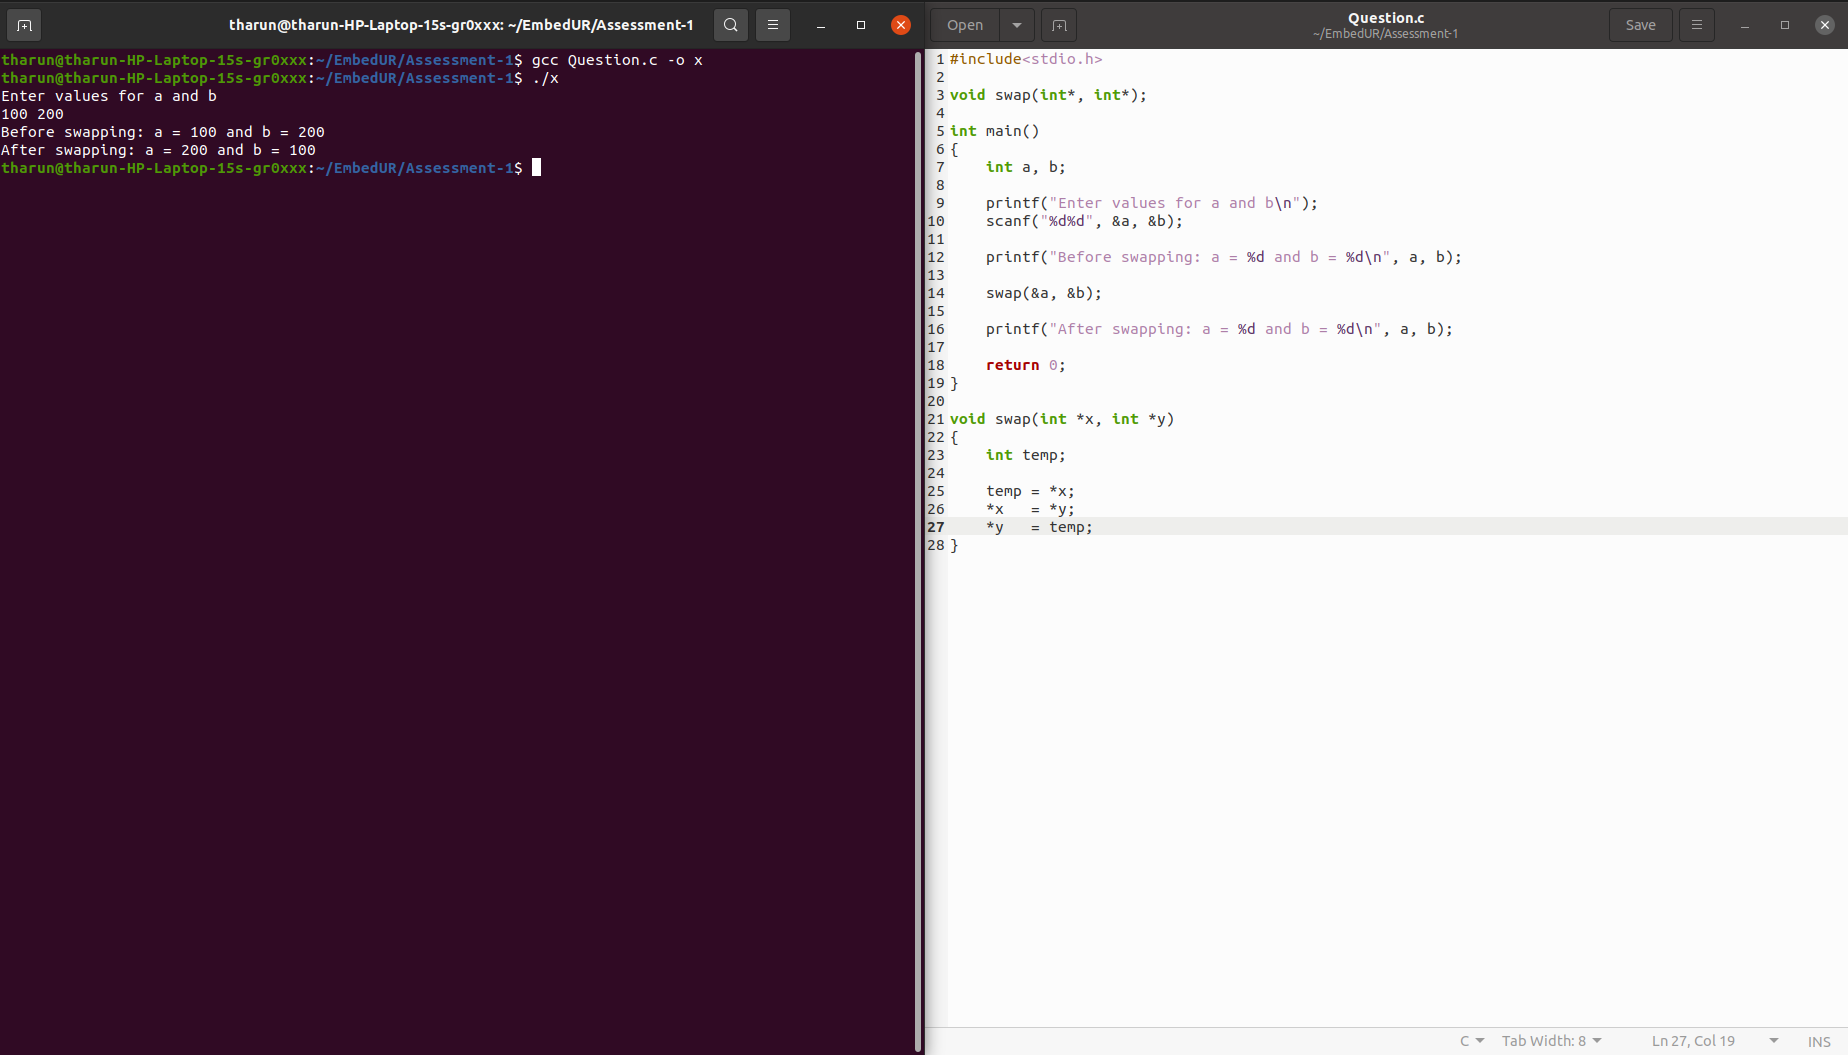 tharun@tharun-HP-Laptop-15s-gr0xxx: ~/EmbedUR/Assessment-1
tharun@tharun-HP-Laptop-15s-gr0xxx:~/EmbedUR/Assessment-1$ gcc Question.c -o x
tharun@tharun-HP-Laptop-15s-gr0xxx:~/EmbedUR/Assessment-1$ ./x
Enter values for a and b
100 200
Before swapping: a = 100 and b = 200
After swapping: a = 200 and b = 100
tharun@tharun-HP-Laptop-15s-gr0xxx:~/EmbedUR/Assessment-1$
Open
Question.c
~/EmbedUR/Assessment-1
Save
1 #include<stdio.h>
2
3 void swap(int*, int*);
4
5 int main()
6 {
7     int a, b;
8
9     printf("Enter values for a and b\n");
10     scanf("%d%d", &a, &b);
11
12     printf("Before swapping: a = %d and b = %d\n", a, b);
13
14     swap(&a, &b);
15
16     printf("After swapping: a = %d and b = %d\n", a, b);
17
18     return 0;
19 }
20
21 void swap(int *x, int *y)
22 {
23     int temp;
24
25     temp = *x;
26     *x   = *y;
27     *y   = temp;
28 }
C Tab Width: 8 Ln 27, Col 19 INS